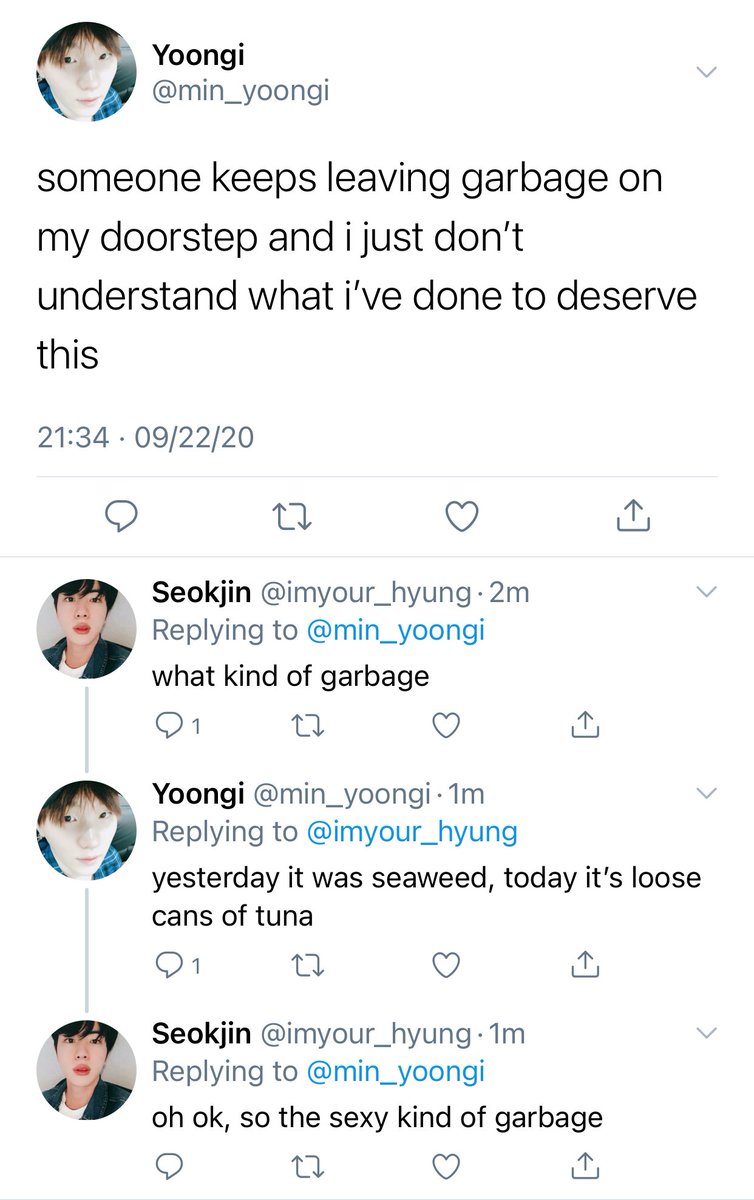 Yoongi
@min_yoongi
someone keeps leaving garbage on
my doorstep and i just don’t
understand what i’ve done to deserve
this
21:34 · 09/22/20
Seokjin @imyour_hyung · 2m
Replying to @min_yoongi
what kind of garbage
1
Yoongi @min_yoongi · 1m
Replying to @imyour_hyung
yesterday it was seaweed, today it’s loose
cans of tuna
1
Seokjin @imyour_hyung · 1m
Replying to @min_yoongi
oh ok, so the sexy kind of garbage